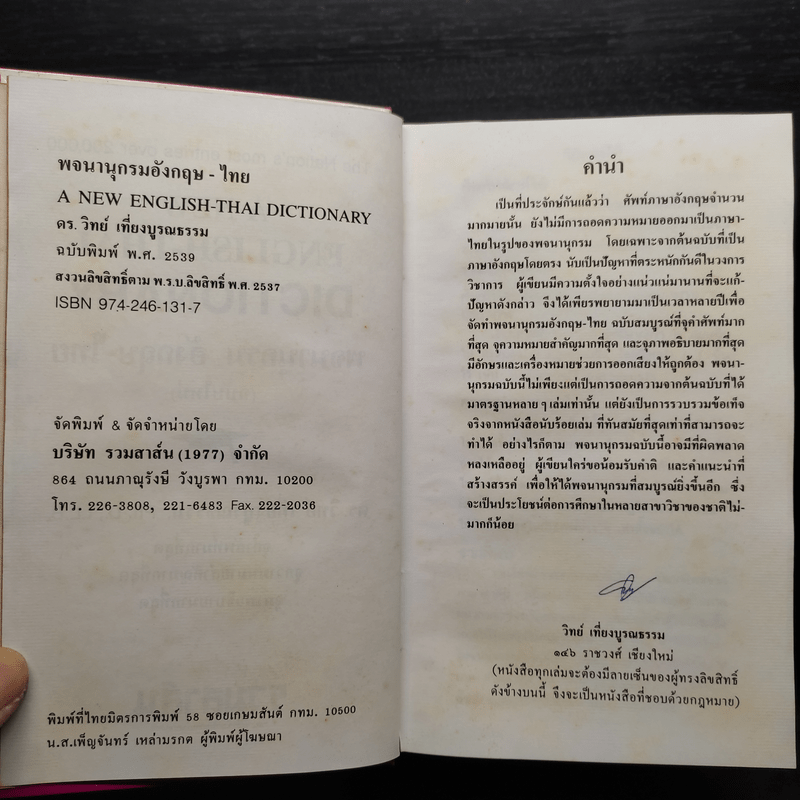 พจนานุกรมอังกฤษ - ไทย
A NEW ENGLISH-THAI DICTIONARY
ดร. วิทย์ เที่ยงบูรณธรรม
ฉบับพิมพ์ พ.ศ. 2539
สงวนลิขสิทธิ์ตาม พ.ร.บ.ลิขสิทธิ์ พ.ศ.2537
ISBN 974-246-131-7
จัดพิมพ์ & จัดจำหน่ายโดย
บริษัท รวมสาส์น (1977) จำกัด
864 ถนนภาณุรังษี วังบูรพา กทม. 10200
โทร. 226-3808, 221-6483 Fax. 222-2036
พิมพ์ที่ไทยมิตรการพิมพ์ 58 ซอยเกษมสันต์ กทม. 10500
น.ส.เพ็ญจันทร์ เหล่ามรกต ผู้พิมพ์ผู้โฆษณา
คำนำ
เป็นที่ประจักษ์กันแล้วว่า ศัพท์ภาษาอังกฤษจำนวน
มากมายนั้น ยังไม่มีการถอดความหมายออกมาเป็นภาษา-
ไทยในรูปของพจนานุกรม โดยเฉพาะจากต้นฉบับที่เป็น
ภาษาอังกฤษโดยตรง นับเป็นปัญหาที่ตระหนักกันดีในวงการ
วิชาการ ผู้เขียนมีความตั้งใจอย่างแน่วแน่มานานที่จะแก้-
ปัญหาดังกล่าว จึงได้เพียรพยายามมาเป็นเวลาหลายปีเพื่อ
จัดทำพจนานุกรมอังกฤษ-ไทย ฉบับสมบูรณ์ที่จุคำศัพท์มาก
ที่สุด จุความหมายสำคัญมากที่สุด และจุภาพอธิบายมากที่สุด
มีอักษรและเครื่องหมายช่วยการออกเสียงให้ถูกต้อง พจนา-
นุกรมฉบับนี้ไม่เพียงแต่เป็นการถอดความจากต้นฉบับที่ได้
มาตรฐานหลาย ๆ เล่มเท่านั้น แต่ยังเป็นการรวบรวมข้อเท็จ
จริงจากหนังสือนับร้อยเล่ม ที่ทันสมัยที่สุดเท่าที่สามารถจะ
ทำได้ อย่างไรก็ตาม พจนานุกรมฉบับนี้อาจมีที่ผิดพลาด
หลงเหลืออยู่ ผู้เขียนใคร่ขอน้อมรับคำติ และคำแนะนำที่
สร้างสรรค์ เพื่อให้ได้พจนานุกรมที่สมบูรณ์ยิ่งขึ้นอีก ซึ่ง
จะเป็นประโยชน์ต่อการศึกษาในหลายสาขาวิชาของชาติไม่-
มากก็น้อย
วิทย์ เที่ยงบูรณธรรม
๑๔๖ ราชวงศ์ เชียงใหม่
(หนังสือทุกเล่มจะต้องมีลายเซ็นของผู้ทรงลิขสิทธิ์
ดังข้างบนนี้ จึงจะเป็นหนังสือที่ชอบด้วยกฎหมาย)